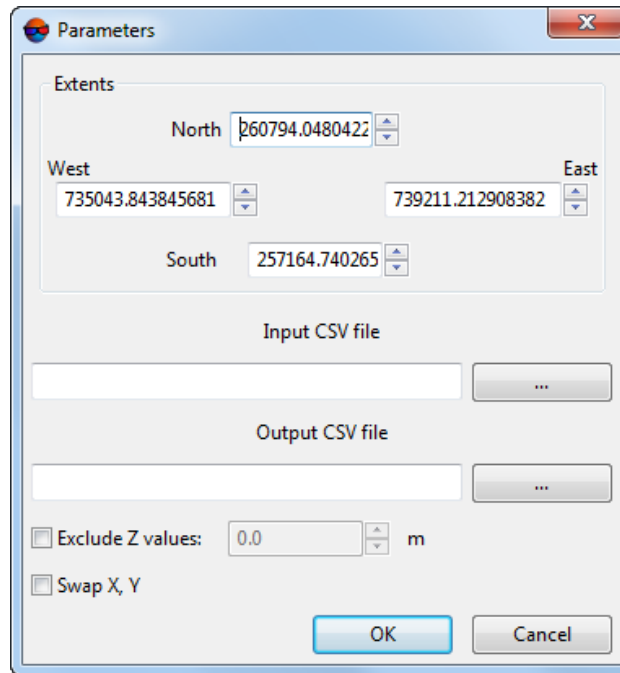 Parameters
Extents
North 260794.0480422
West East
735043.843845681 739211.212908382
South 257164.740265
Input CSV file
...
Output CSV file
...
Exclude Z values: 0.0 m
Swap X, Y
OK Cancel